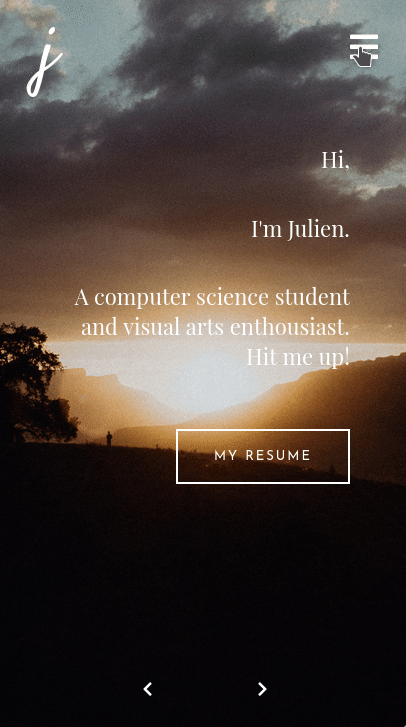 j
Hi,
I'm Julien.
A computer science student
and visual arts enthousiast.
Hit me up!
MY RESUME